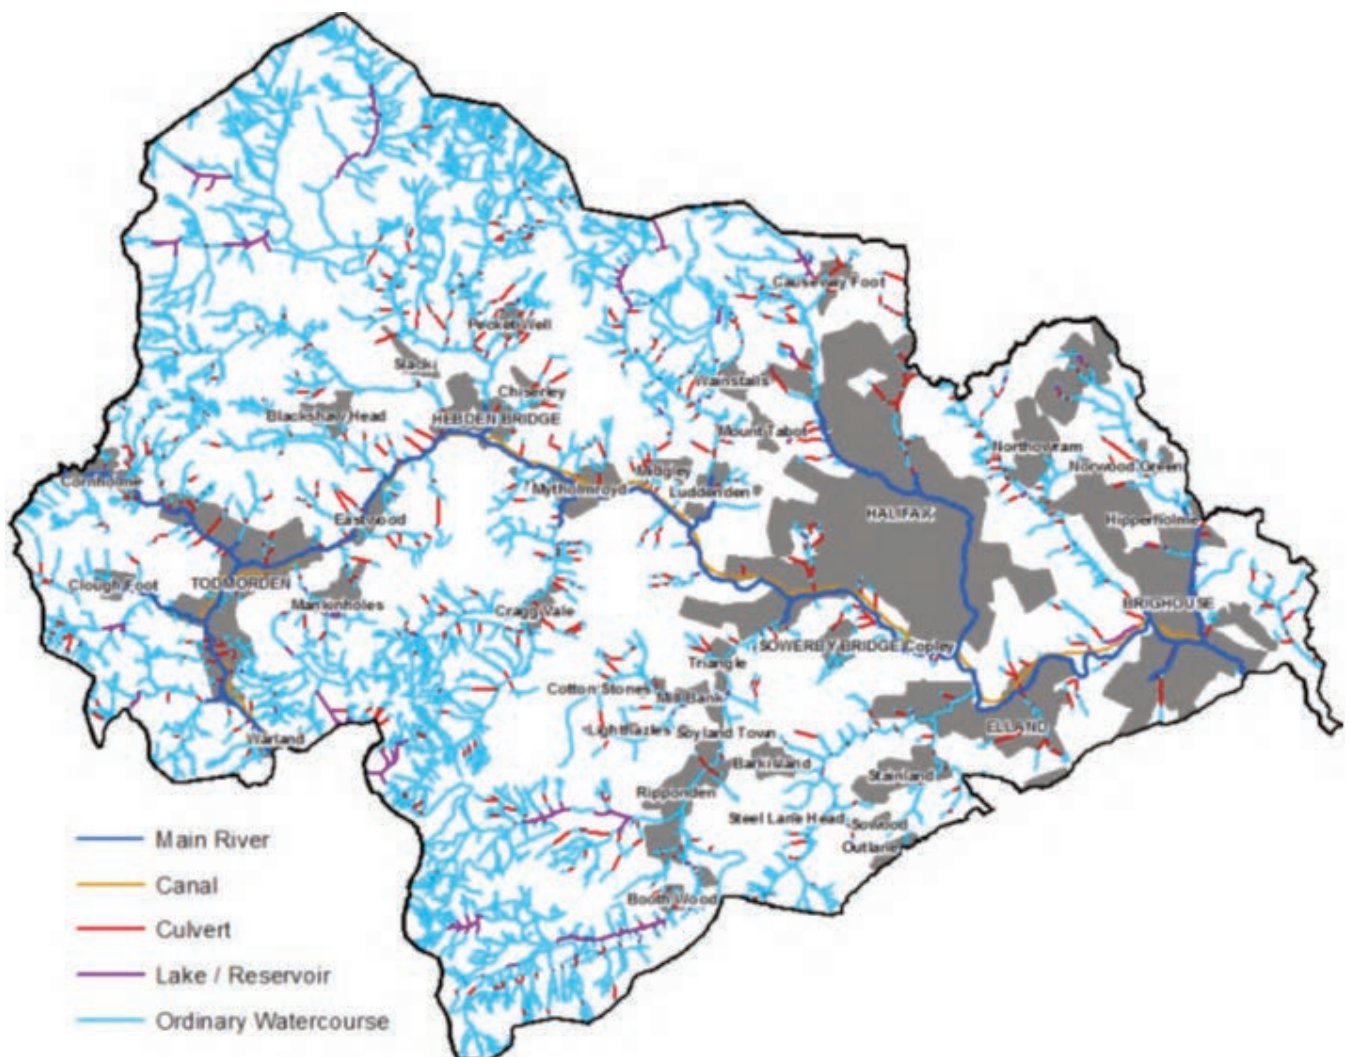 Causeway Foot
Pecket Well
Slack
Wainstalls
Chiserley
Blackshaw Head
HEBDEN BRIDGE
Mount Tabot
Northowram
Norwood Green
Cornholme
Midgley
Mytholmroyd
Luddenden
HALIFAX
Hipperholme
Eastwood
Clough Foot
TODMORDEN
Mankinholes
Cragg Vale
BRIGHOUSE
SOWERBY BRIDGE
Copley
Triangle
Cotton Stones
Mill Bank
Lighthazles
Soyland Town
ELLAND
Warland
Barkisland
Stainland
Ripponden
Steel Lane Head
Sowood
Outlane
Booth Wood
Main River
Canal
Culvert
Lake / Reservoir
Ordinary Watercourse